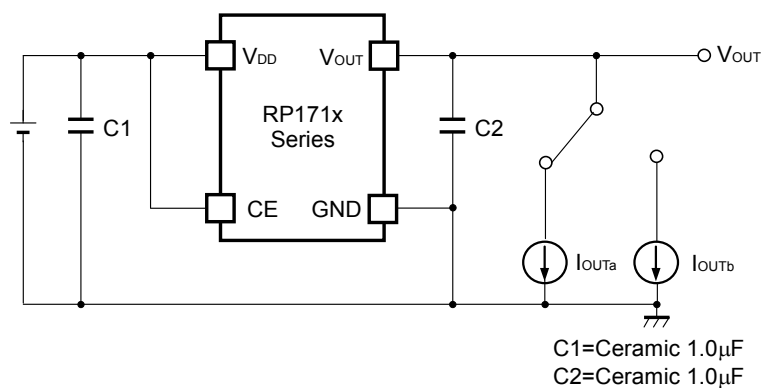 VDD
VOUT
VOUT
RP171x
Series
C1
C2
CE
GND
IOUTa
IOUTb
C1=Ceramic 1.0μF
C2=Ceramic 1.0μF